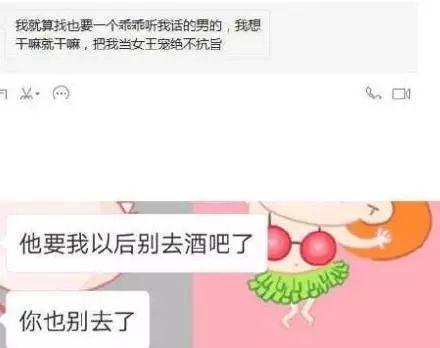 我就算找也要一个乖乖听我话的男的，我想
干嘛就干嘛，把我当女王宠绝不抗旨
他要我以后别去酒吧了
你也别去了